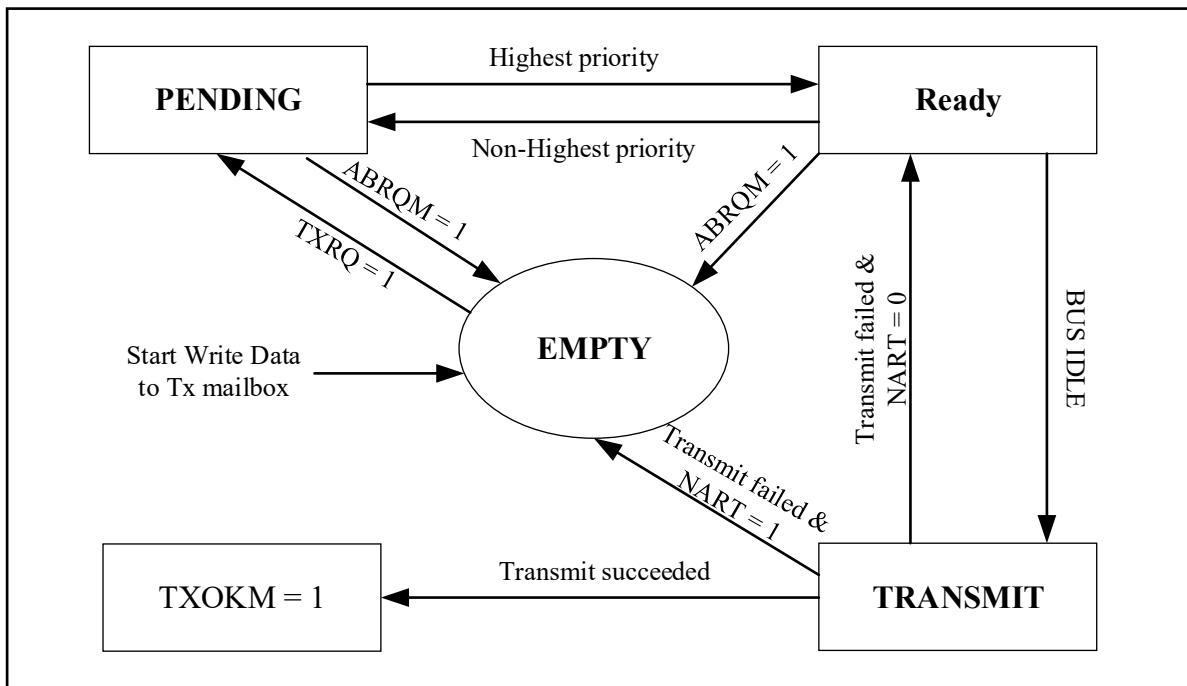 Highest priority
PENDING
Ready
Non-Highest priority
ABRQM = 1
TXRQ = 1
ABRQM = 1
Transmit failed &
NART = 0
BUS IDLE
EMPTY
Start Write Data
to Tx mailbox
Transmit failed &
NART = 1
Transmit succeeded
TXOKM = 1
TRANSMIT